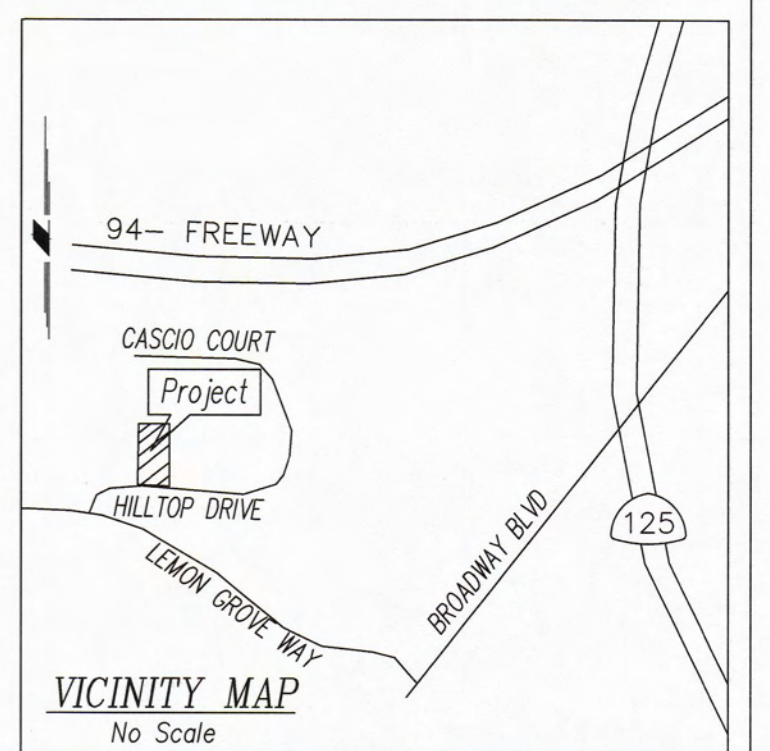 94- FREEWAY
CASCIO COURT
Project
HILLTOP DRIVE
LEMON GROVE WAY
BROADWAY BLVD
125
VICINITY MAP
No Scale